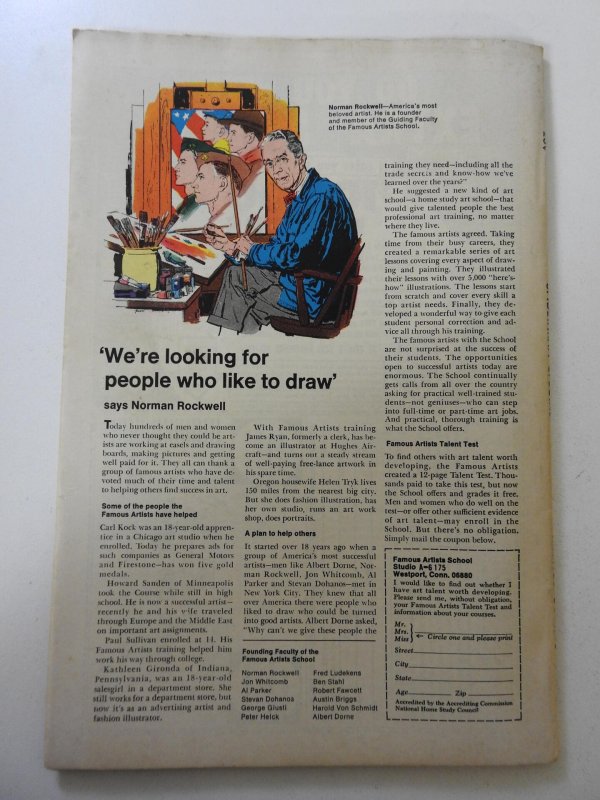 Norman Rockwell—America's most
beloved artist. He is a founder
and member of the Guiding Faculty
of the Famous Artists School.
'We're looking for
people who like to draw'
says Norman Rockwell
Today hundreds of men and women
who never thought they could be art-
ists are working at easels and drawing
boards, making pictures and getting
well paid for it. They all can thank a
group of famous artists who have de-
voted much of their time and talent
to helping others find success in art.
Some of the people the
Famous Artists have helped
Carl Kock was an 18-year-old appren-
tice in a Chicago art studio when he
enrolled. Today he prepares ads for
such companies as General Motors
and Firestone—has won five gold
medals.
Howard Sanden of Minneapolis
took the Course while still in high
school. He is now a successful artist—
recently he and his wife traveled
through Europe and the Middle East
on important art assignments.
Paul Sullivan enrolled at 14. His
Famous Artists training helped him
work his way through college.
Kathleen Gironda of Indiana,
Pennsylvania, was an 18-year-old
salesgirl in a department store. She
still works for a department store, but
now it's as an advertising artist and
fashion illustrator.
With Famous Artists training
James Ryan, formerly a clerk, has be-
come an illustrator at Hughes Air-
craft—and turns out a steady stream
of well-paying free-lance artwork in
his spare time.
Oregon housewife Helen Tryk lives
150 miles from the nearest big city.
But she does fashion illustration, has
her own studio, runs an art work
shop, does portraits.
A plan to help others
It started over 18 years ago when a
group of America's most successful
artists—men like Albert Dorne, Nor-
man Rockwell, Jon Whitcomb, Al
Parker and Stevan Dohanos—met in
New York City. They knew that all
over America there were people who
liked to draw who could be turned
into good artists. Albert Dorne asked,
"Why can't we give these people the
Founding Faculty of the
Famous Artists School
Norman Rockwell
Jon Whitcomb
Al Parker
Stevan Dohanos
George Giusti
Peter Helck
Fred Ludekens
Ben Stahl
Robert Fawcett
Austin Briggs
Harold Von Schmidt
Albert Dorne
training they need—including all the
trade secrets and know-how we've
learned over the years?"
He suggested a new kind of art
school—a home study art school—that
would give talented people the best
professional art training, no matter
where they live.
The famous artists agreed. Taking
time from their busy careers, they
created a remarkable series of art
lessons covering every aspect of draw-
ing and painting. They illustrated
their lessons with over 5,000 "here's-
how" illustrations. The lessons start
from scratch and cover every skill a
top artist needs. Finally, they de-
veloped a wonderful way to give each
student personal correction and ad-
vice all through his training.
The famous artists with the School
are not surprised at the success of
their students. The opportunities
open to successful artists today are
enormous. The School continually
gets calls from all over the country
asking for practical well-trained stu-
dents—not geniuses—who can step
into full-time or part-time art jobs.
And practical, thorough training is
what the School offers.
Famous Artists Talent Test
To find others with art talent worth
developing, the Famous Artists
created a 12-page Talent Test. Thou-
sands paid to take this test, but now
the School offers and grades it free.
Men and women who do well on the
test—or offer other sufficient evidence
of art talent—may enroll in the
School. But there's no obligation.
Simply mail the coupon below.
Famous Artists School
Studio A-6175
Westport, Conn. 06880
I would like to find out whether I
have art talent worth developing.
Please send me, without obligation,
your Famous Artists Talent Test and
information about your courses.
Mr.
Mrs. ← Circle one and please print
Miss
Street
City
State
Age Zip
Accredited by the Accrediting Commission
National Home Study Council